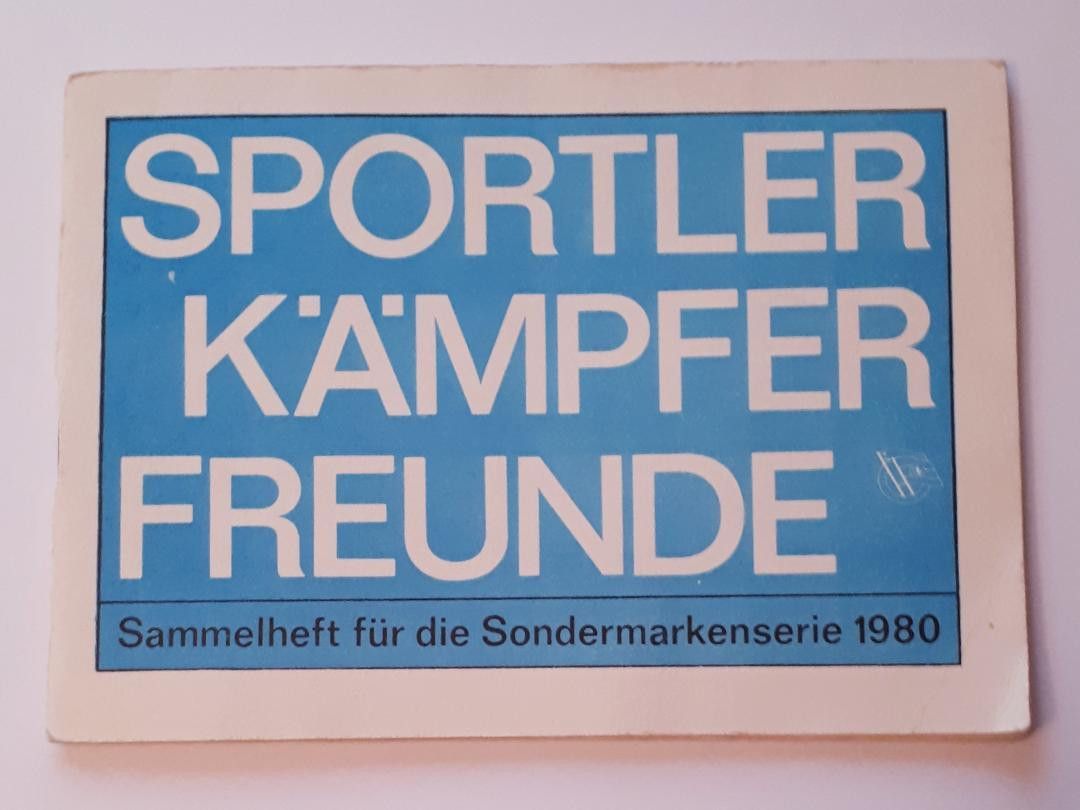 SPORTLER
KÄMPFER
FREUNDE
Sammelheft für die Sondermarkenserie 1980